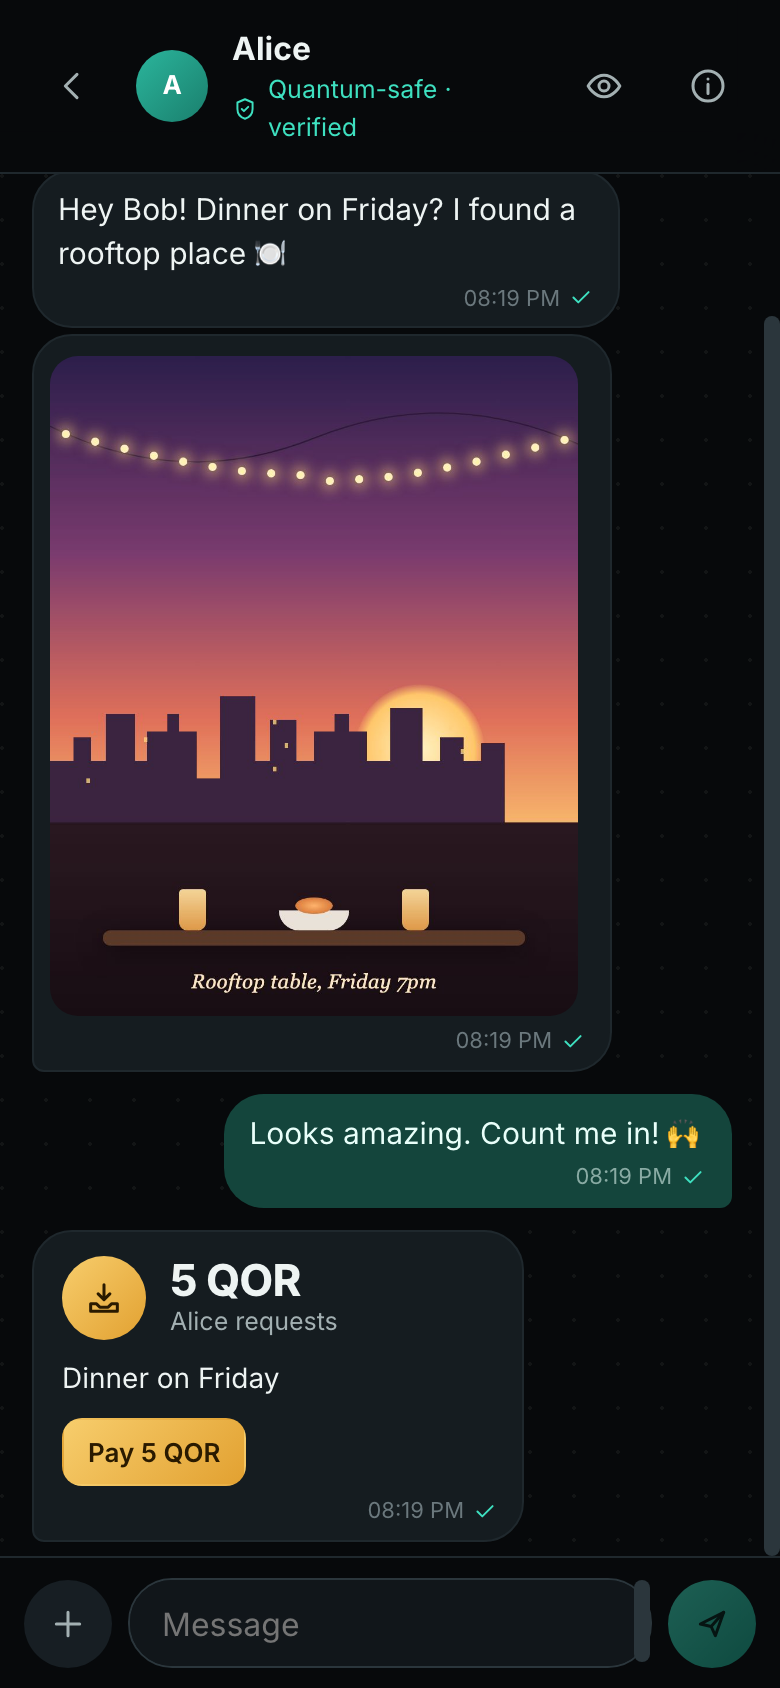 Alice
A
Quantum-safe ·
verified
Hey Bob! Dinner on Friday? I found a
rooftop place 🍽️
08:19 PM
Rooftop table, Friday 7pm
08:19 PM
Looks amazing. Count me in! 🙌
08:19 PM
5 QOR
Alice requests
Dinner on Friday
Pay 5 QOR
08:19 PM
Message